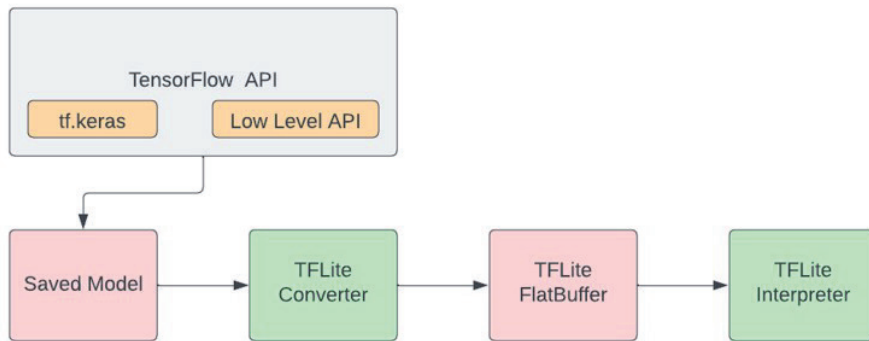 TensorFlow API
tf.keras
Low Level API
Saved Model
TFLite
Converter
TFLite
FlatBuffer
TFLite
Interpreter